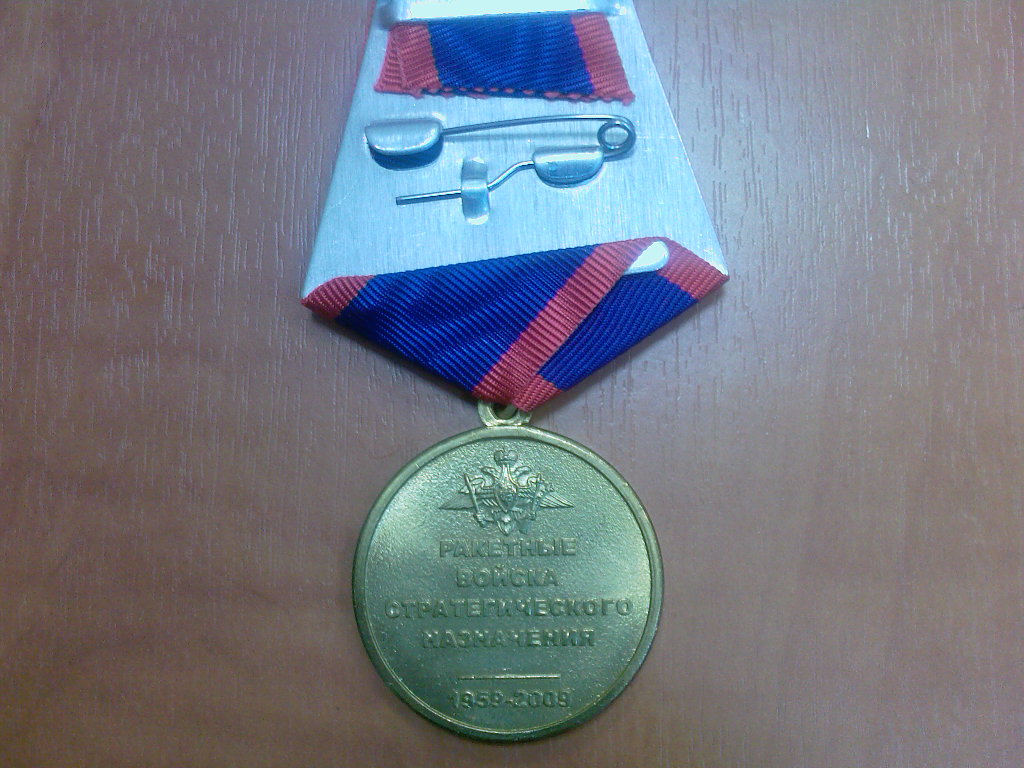 РАКЕТНЫЕ
ВОЙСКА
СТРАТЕГИЧЕСКОГО
НАЗНАЧЕНИЯ
1959-2009